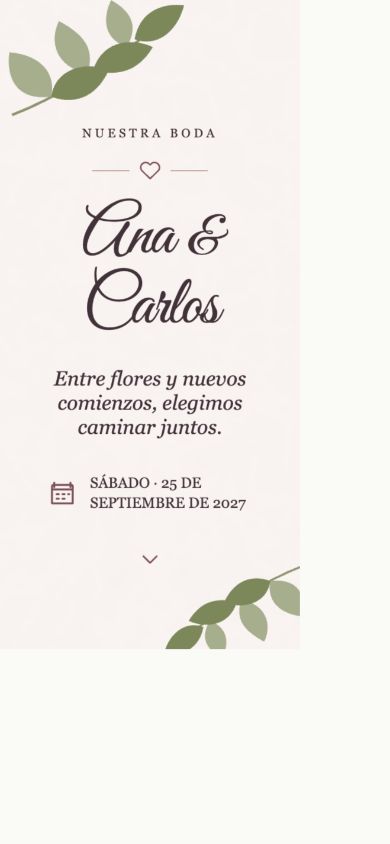 NUESTRA BODA
Ana &
Carlos
Entre flores y nuevos
comienzos, elegimos
caminar juntos.
SÁBADO · 25 DE
SEPTIEMBRE DE 2027